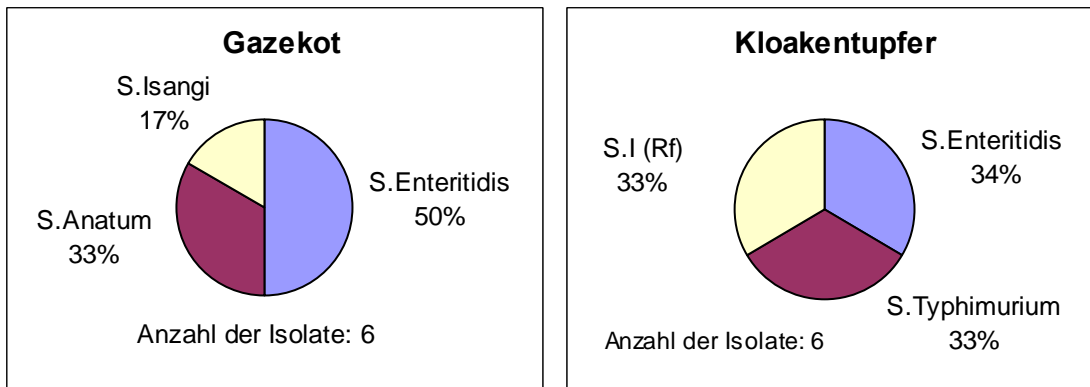 Gazekot
S.Isangi
17%
S.Enteritidis
50%
S.Anatum
33%
Anzahl der Isolate: 6
Kloakentupfer
S.I (Rf)
33%
S.Enteritidis
34%
S.Typhimurium
33%
Anzahl der Isolate: 6